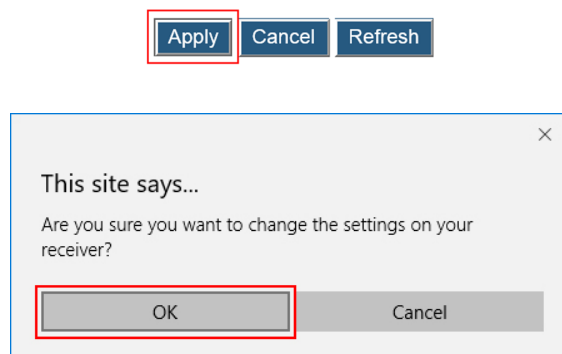 Apply Cancel Refresh
This site says...
Are you sure you want to change the settings on your
receiver?
OK Cancel